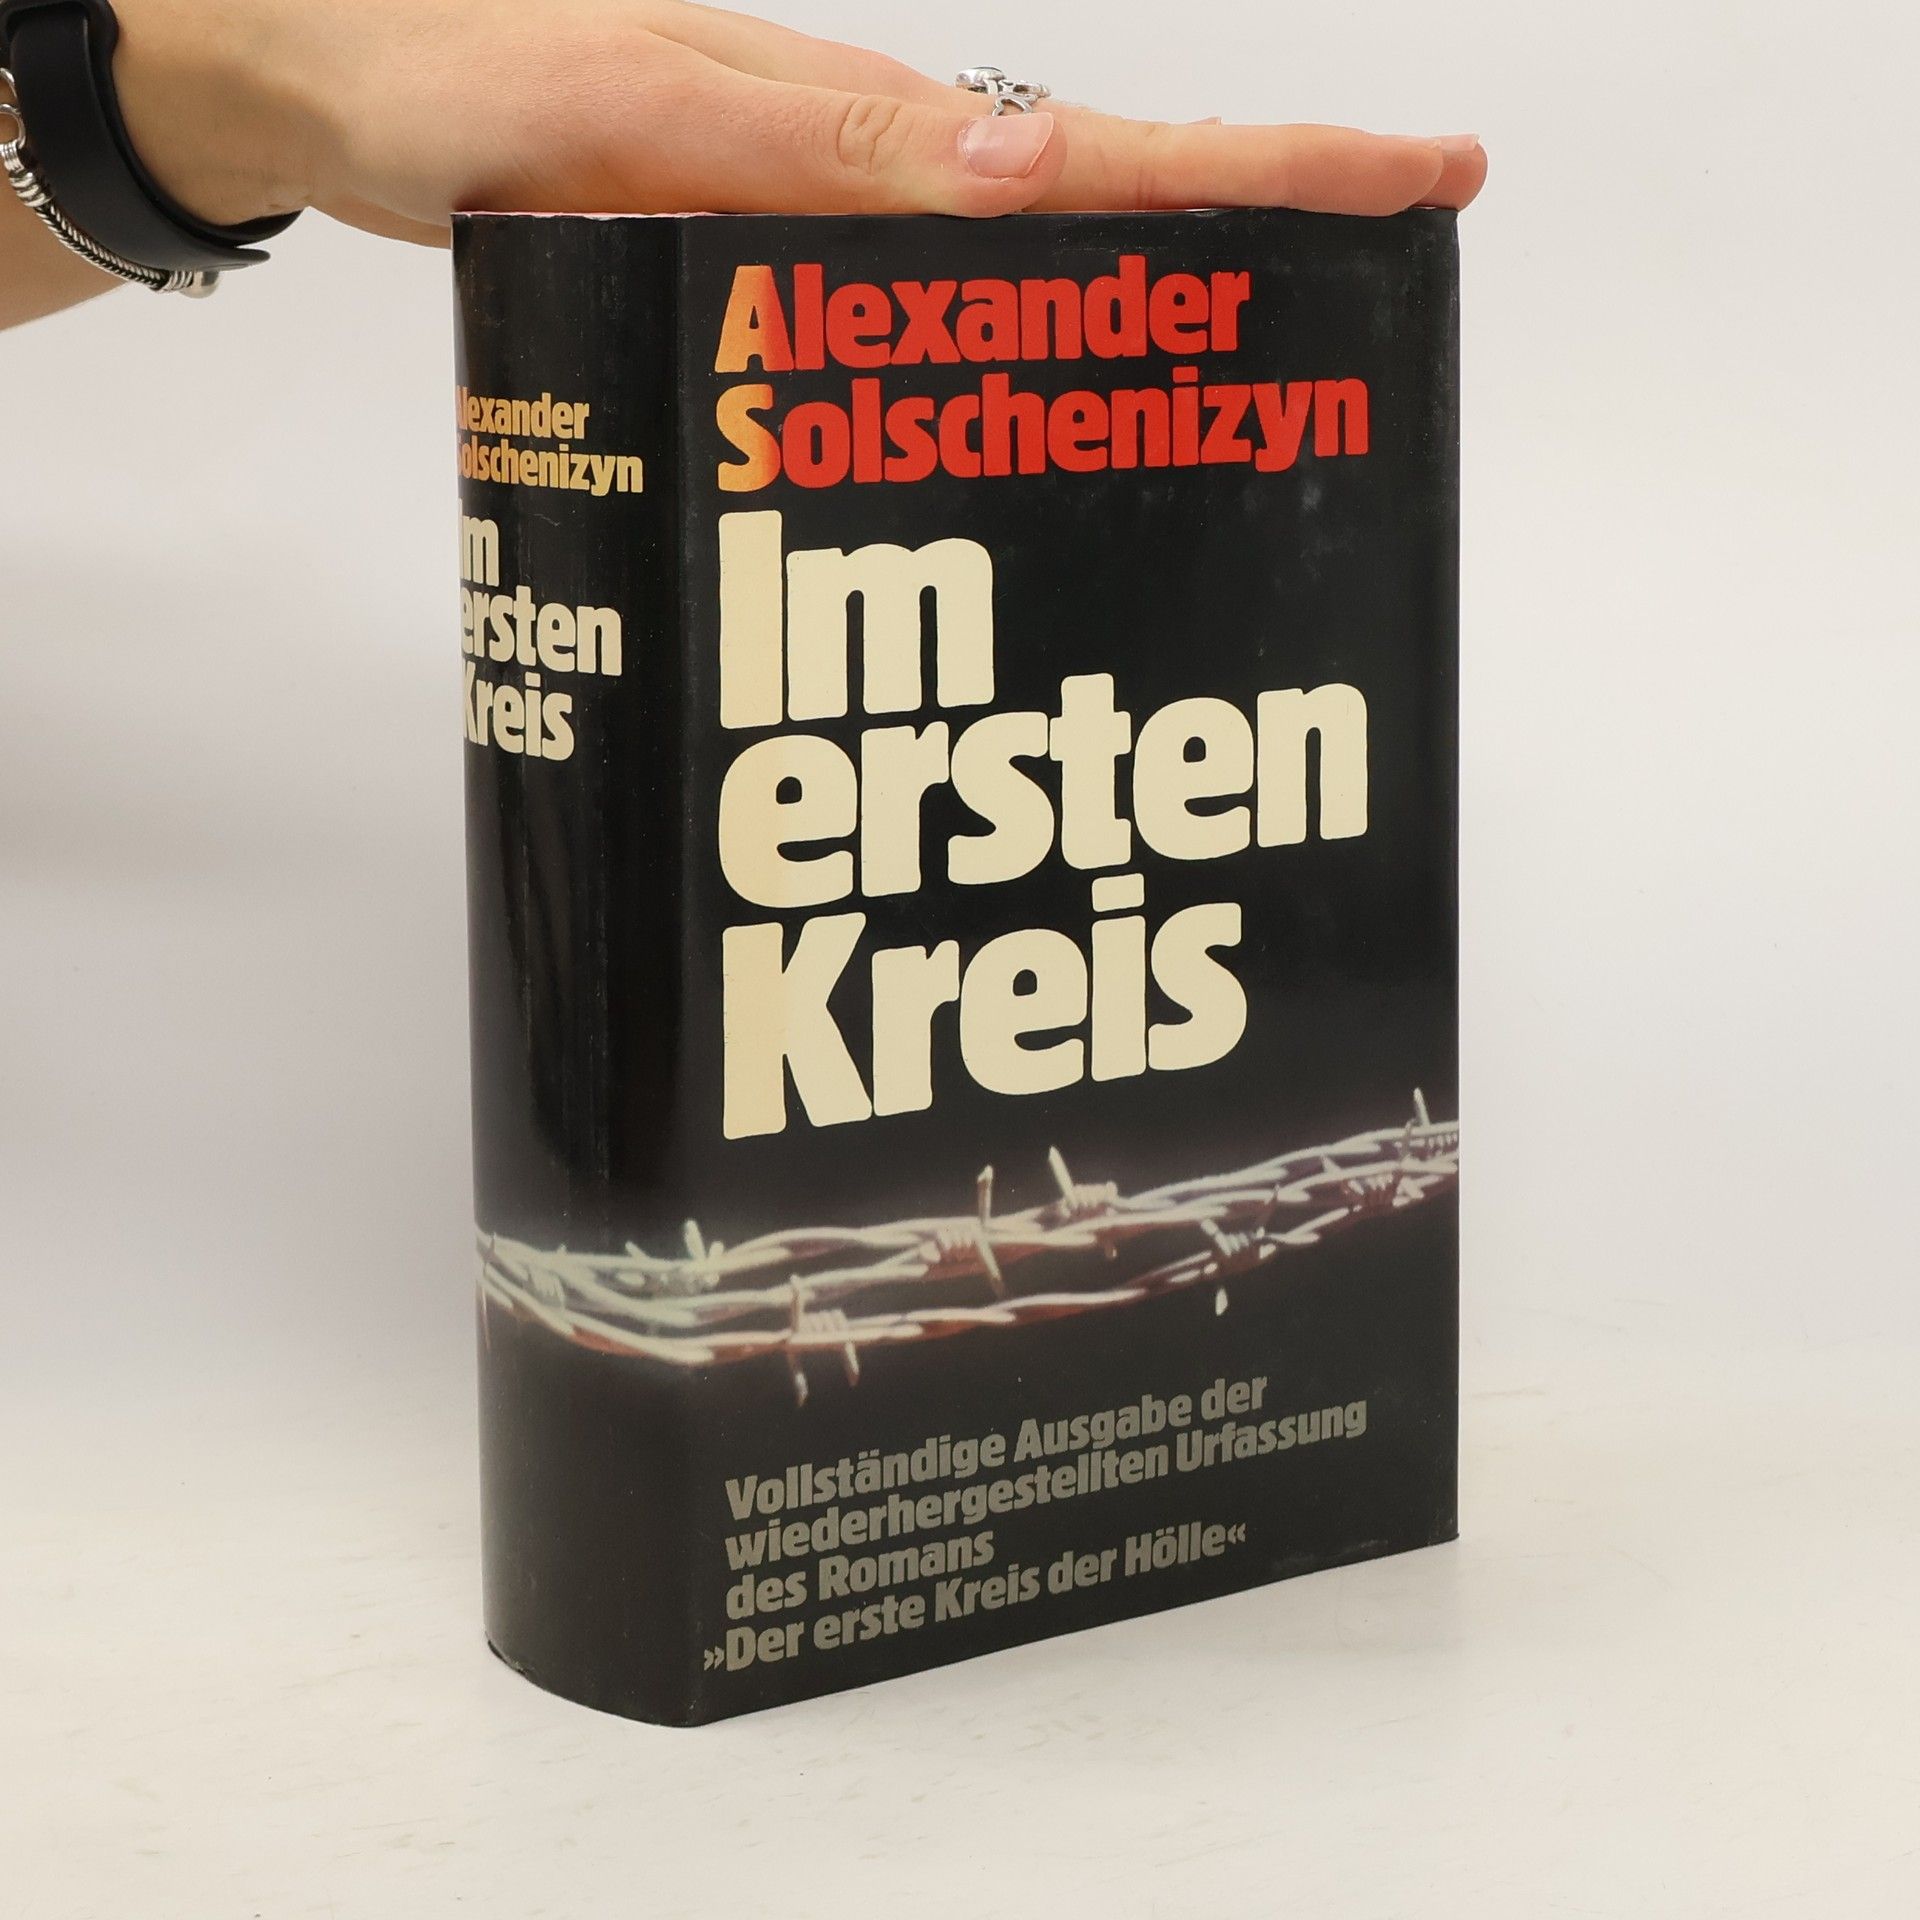 Alexander
Solschenizyn
Im
ersten
Kreis
Alexander
Solschenizyn
Im
ersten
Kreis
Vollständige Ausgabe der
wiederhergestellten Urfassung
des Romans
»Der erste Kreis der Hölle«